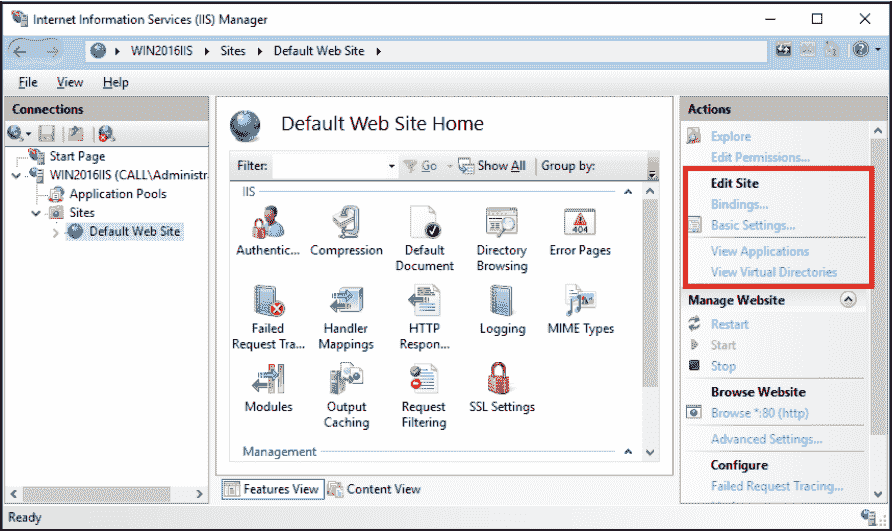 Internet Information Services (IIS) Manager
WIN2016IIS Sites Default Web Site
File View Help
Connections
Start Page
WIN2016IIS (CALL\Administra
Application Pools
Sites
Default Web Site
Default Web Site Home
Filter: Go Show All Group by:
IIS
Authentic... Compression Default Document Directory Browsing Error Pages
Failed Request Tra... Handler Mappings HTTP Respon... Logging MIME Types
Modules Output Caching Request Filtering SSL Settings
Management
Features View Content View
Actions
Explore
Edit Permissions...
Edit Site
Bindings...
Basic Settings...
View Applications
View Virtual Directories
Manage Website
Restart
Start
Stop
Browse Website
Browse *:80 (http)
Advanced Settings...
Configure
Failed Request Tracing...
Ready